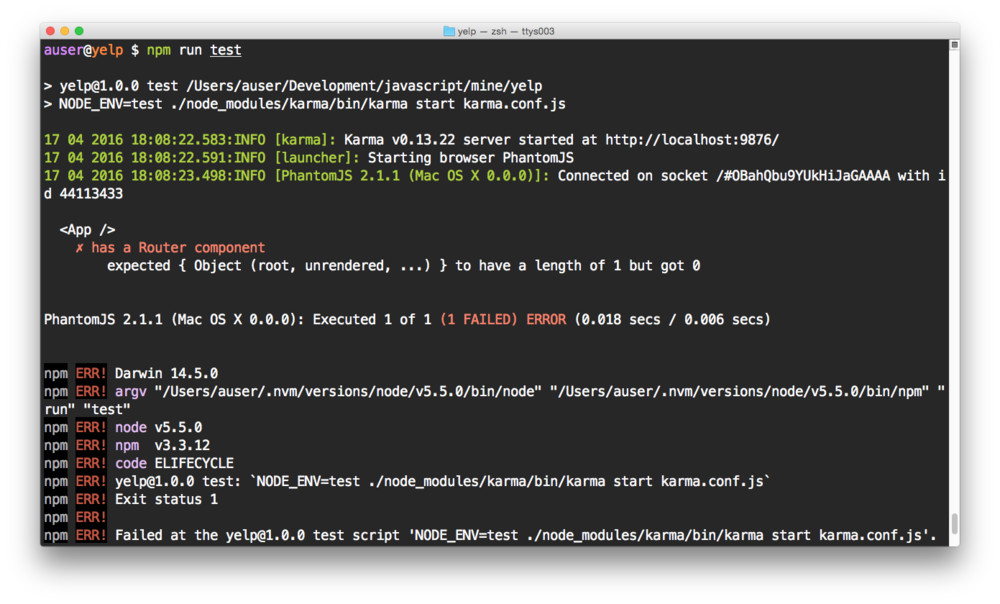 yelp — zsh — ttys003
auser@yelp $ npm run test
> yelp@1.0.0 test /Users/auser/Development/javascript/mine/yelp
> NODE_ENV=test ./node_modules/karma/bin/karma start karma.conf.js
17 04 2016 18:08:22.583:INFO [karma]: Karma v0.13.22 server started at http://localhost:9876/
17 04 2016 18:08:22.591:INFO [launcher]: Starting browser PhantomJS
17 04 2016 18:08:23.498:INFO [PhantomJS 2.1.1 (Mac OS X 0.0.0)]: Connected on socket /#OBahQbu9YUkHiJaGAAAA with i
d 44113433
<App />
✗ has a Router component
expected { Object (root, unrendered, ...) } to have a length of 1 but got 0
PhantomJS 2.1.1 (Mac OS X 0.0.0): Executed 1 of 1 (1 FAILED) ERROR (0.018 secs / 0.006 secs)
npm ERR! Darwin 14.5.0
npm ERR! argv "/Users/auser/.nvm/versions/node/v5.5.0/bin/node" "/Users/auser/.nvm/versions/node/v5.5.0/bin/npm" "
run" "test"
npm ERR! node v5.5.0
npm ERR! npm  v3.3.12
npm ERR! code ELIFECYCLE
npm ERR! yelp@1.0.0 test: `NODE_ENV=test ./node_modules/karma/bin/karma start karma.conf.js`
npm ERR! Exit status 1
npm ERR!
npm ERR! Failed at the yelp@1.0.0 test script 'NODE_ENV=test ./node_modules/karma/bin/karma start karma.conf.js'.